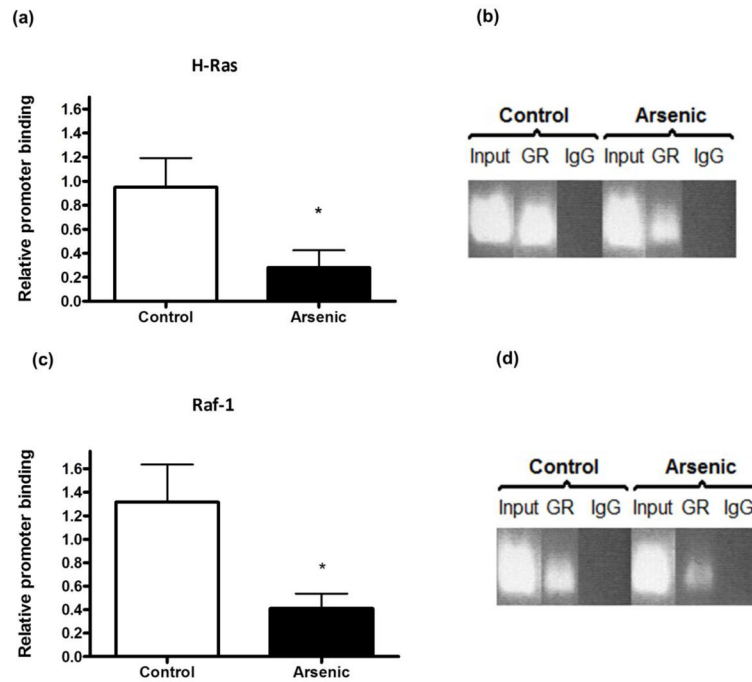 (a)
H-Ras
Relative promoter binding
1.6
1.4
1.2
1.0
0.8
0.6
0.4
0.2
0.0
*
Control Arsenic
(b)
Control Arsenic
Input GR IgG Input GR IgG
(c)
Raf-1
Relative promoter binding
1.6
1.4
1.2
1.0
0.8
0.6
0.4
0.2
0.0
*
Control Arsenic
(d)
Control Arsenic
Input GR IgG Input GR IgG